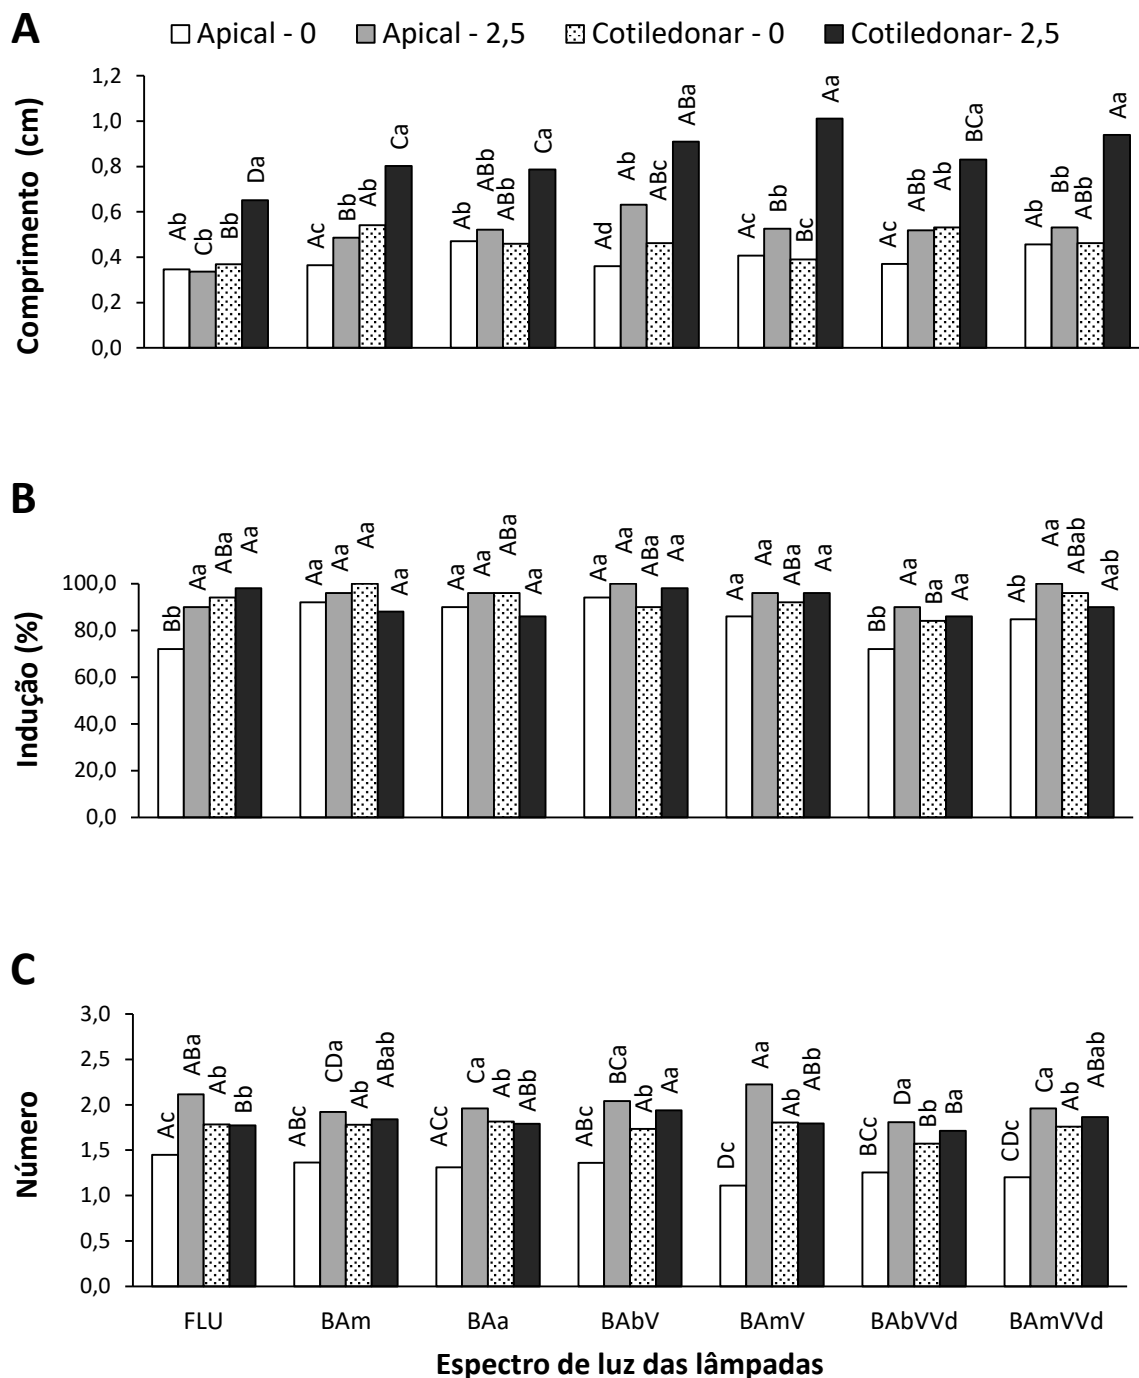 A
Apical - 0 Apical - 2,5 Cotiledonar - 0 Cotiledonar- 2,5
Comprimento (cm)
1,2
1,0
0,8
0,6
0,4
0,2
0,0
Ab Cb Bb Da
Ac Bb Ab Ca
Ab ABb ABb Ca
Ad Ab ABc ABa
Ac Bb Bc Aa
Ac ABb Ab BCa
Ab Bb ABb Aa
B
Indução (%)
100,0
80,0
60,0
40,0
20,0
0,0
Bb Aa ABa Aa
Aa Aa Aa Aa
Aa Aa ABa Aa
Aa Aa ABa Aa
Aa Aa ABa Aa
Bb Aa Ba Aa
Ab Aa ABab Aab
C
Número
3,0
2,5
2,0
1,5
1,0
0,5
0,0
Ac ABa Ab Bb
ABc CDa Ab ABab
ACc Ca Ab ABb
ABc BCa Ab Aa
Dc Aa Ab ABb
BCc Da Bb Ba
CDc Ca Ab ABab
FLU BAm BAa BAbV BAmV BAbVVd BAmVVd
Espectro de luz das lâmpadas